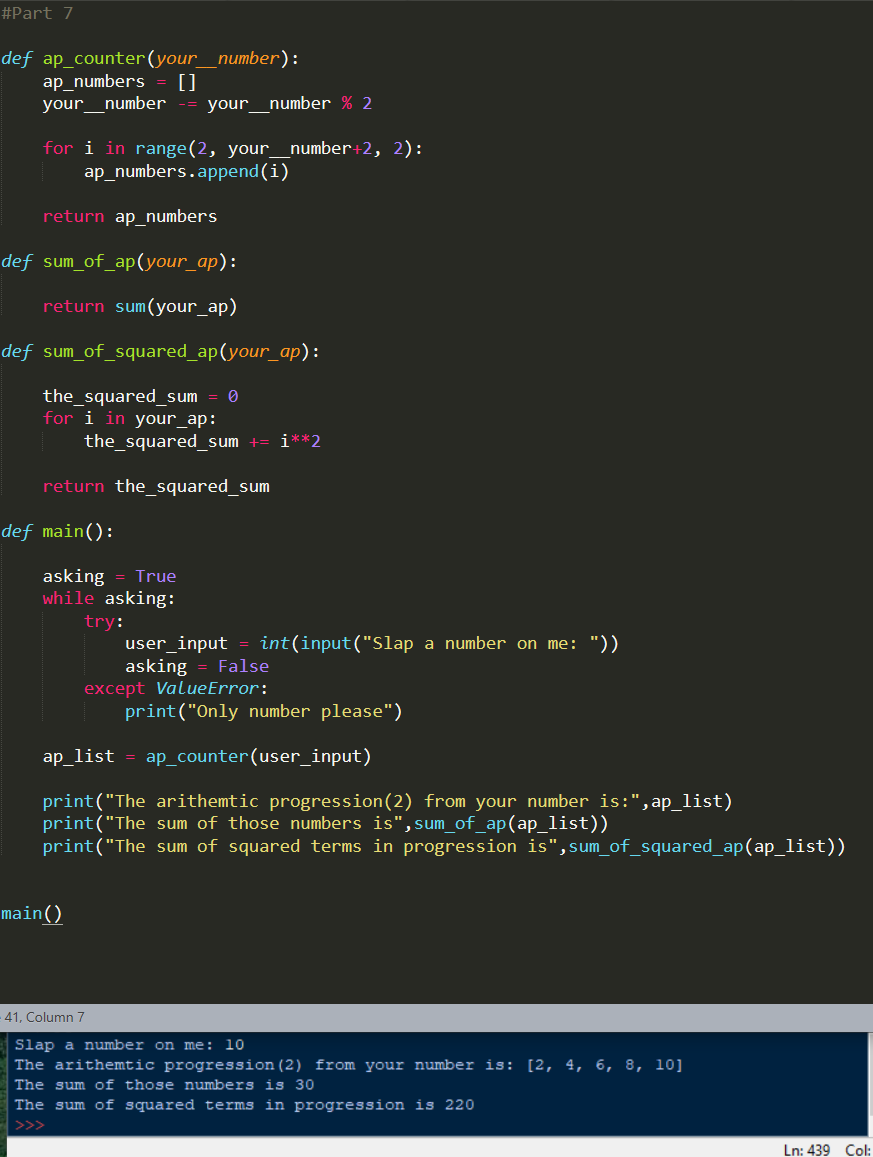 #Part 7
def ap_counter(your__number):
    ap_numbers = []
    your__number -= your__number % 2
    for i in range(2, your__number+2, 2):
        ap_numbers.append(i)
    return ap_numbers
def sum_of_ap(your_ap):
    return sum(your_ap)
def sum_of_squared_ap(your_ap):
    the_squared_sum = 0
    for i in your_ap:
        the_squared_sum += i**2
    return the_squared_sum
def main():
    asking = True
    while asking:
        try:
            user_input = int(input("Slap a number on me: "))
            asking = False
        except ValueError:
            print("Only number please")
    ap_list = ap_counter(user_input)
    print("The arithemtic progression(2) from your number is:",ap_list)
    print("The sum of those numbers is",sum_of_ap(ap_list))
    print("The sum of squared terms in progression is",sum_of_squared_ap(ap_list))
main()
41, Column 7
Slap a number on me: 10
The arithemtic progression(2) from your number is: [2, 4, 6, 8, 10]
The sum of those numbers is 30
The sum of squared terms in progression is 220
>>>
Ln: 439 Col: